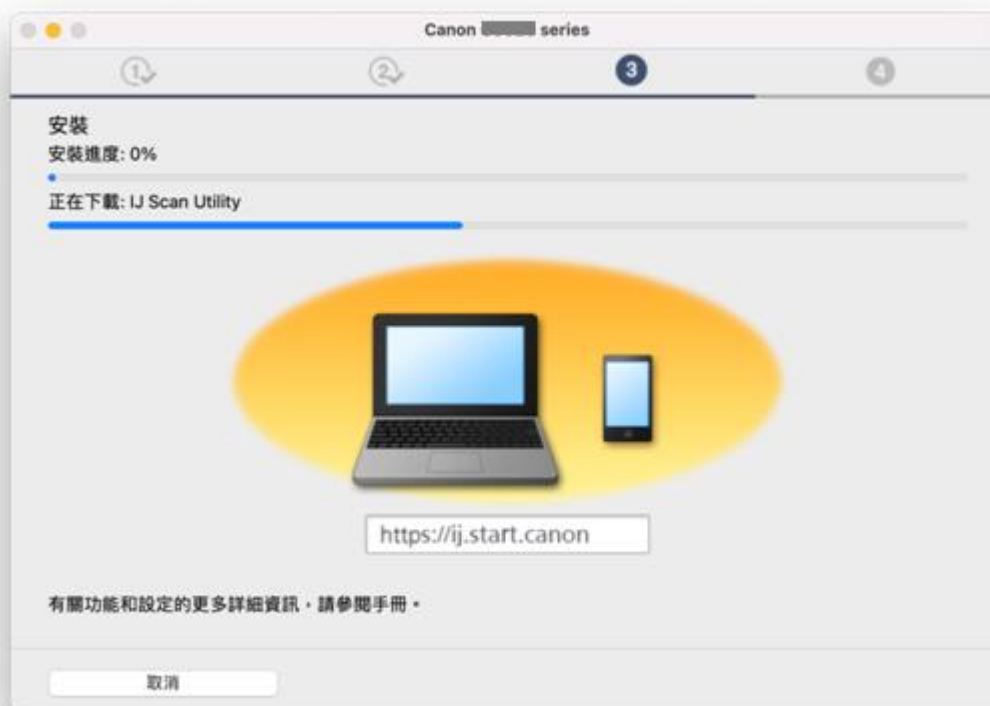 Canon series
1 2 3 4
安裝
安裝進度: 0%
正在下載: IJ Scan Utility
https://ij.start.canon
有關功能和設定的更多詳細資訊，請參閱手冊。
取消